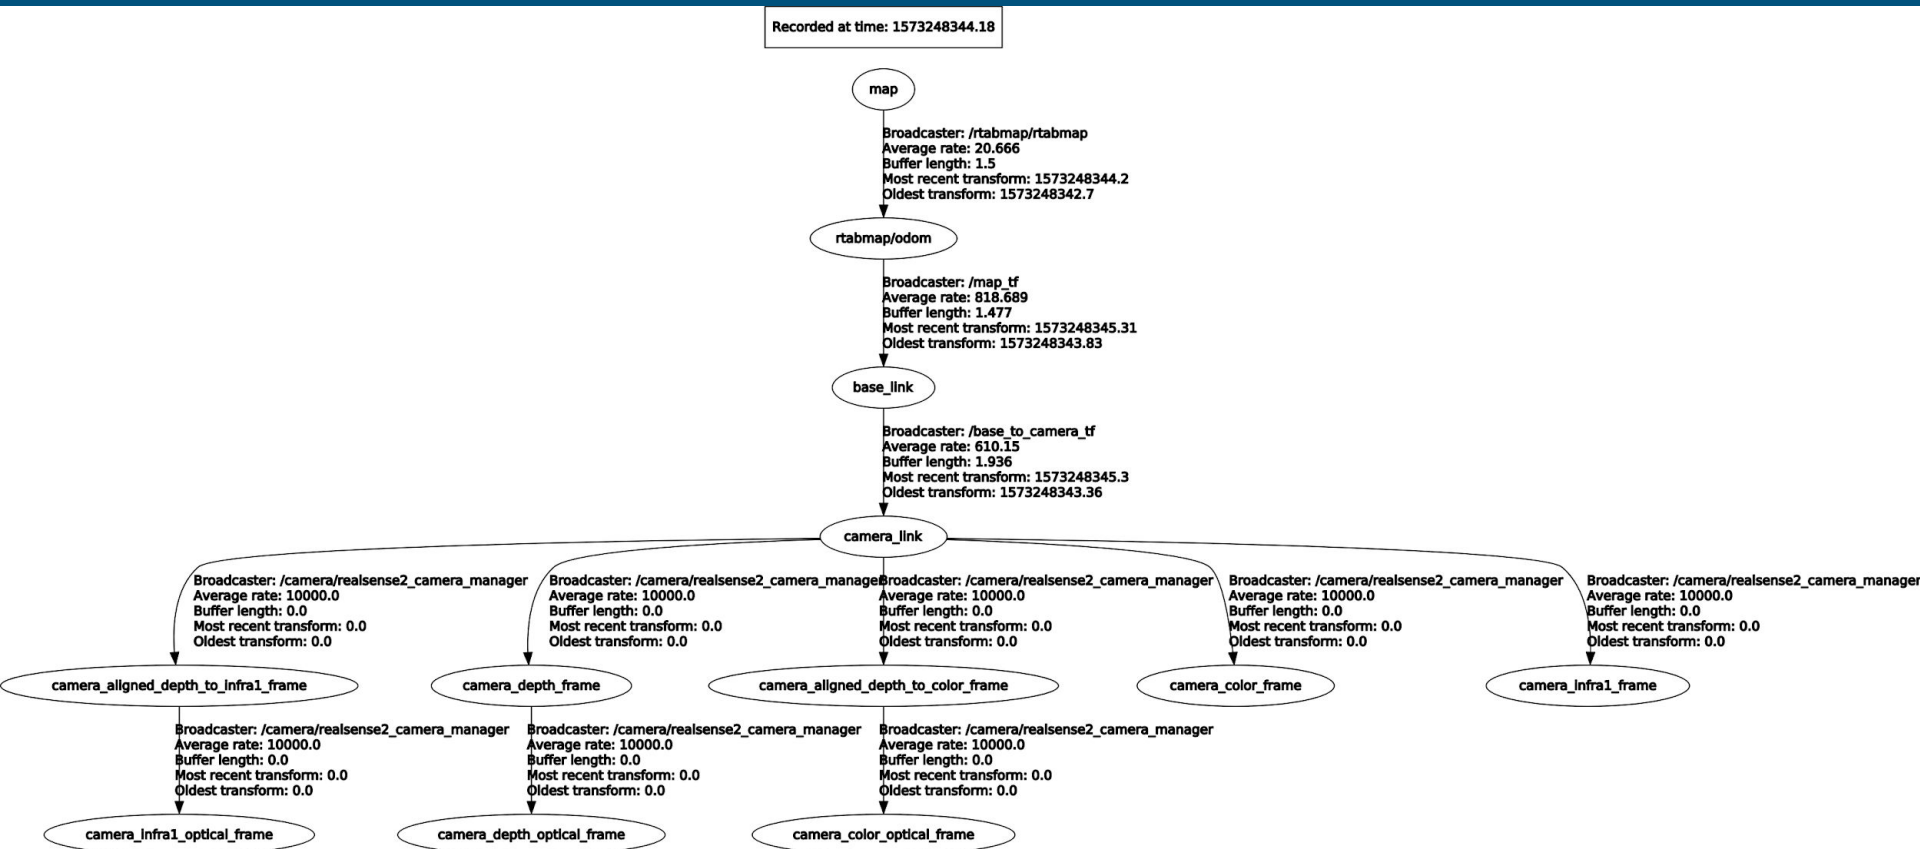 Recorded at time: 1573248344.18
map
Broadcaster: /rtabmap/rtabmap
Average rate: 20.666
Buffer length: 1.5
Most recent transform: 1573248344.2
Oldest transform: 1573248342.7
rtabmap/odom
Broadcaster: /map_tf
Average rate: 818.689
Buffer length: 1.477
Most recent transform: 1573248345.31
Oldest transform: 1573248343.83
base_link
Broadcaster: /base_to_camera_tf
Average rate: 610.15
Buffer length: 1.936
Most recent transform: 1573248345.3
Oldest transform: 1573248343.36
camera_link
Broadcaster: /camera/realsense2_camera_manager
Average rate: 10000.0
Buffer length: 0.0
Most recent transform: 0.0
Oldest transform: 0.0
Broadcaster: /camera/realsense2_camera_manager
Average rate: 10000.0
Buffer length: 0.0
Most recent transform: 0.0
Oldest transform: 0.0
Broadcaster: /camera/realsense2_camera_manager
Average rate: 10000.0
Buffer length: 0.0
Most recent transform: 0.0
Oldest transform: 0.0
Broadcaster: /camera/realsense2_camera_manager
Average rate: 10000.0
Buffer length: 0.0
Most recent transform: 0.0
Oldest transform: 0.0
Broadcaster: /camera/realsense2_camera_manager
Average rate: 10000.0
Buffer length: 0.0
Most recent transform: 0.0
Oldest transform: 0.0
camera_aligned_depth_to_infra1_frame
camera_depth_frame
camera_aligned_depth_to_color_frame
camera_color_frame
camera_infra1_frame
Broadcaster: /camera/realsense2_camera_manager
Average rate: 10000.0
Buffer length: 0.0
Most recent transform: 0.0
Oldest transform: 0.0
Broadcaster: /camera/realsense2_camera_manager
Average rate: 10000.0
Buffer length: 0.0
Most recent transform: 0.0
Oldest transform: 0.0
Broadcaster: /camera/realsense2_camera_manager
Average rate: 10000.0
Buffer length: 0.0
Most recent transform: 0.0
Oldest transform: 0.0
camera_infra1_optical_frame
camera_depth_optical_frame
camera_color_optical_frame